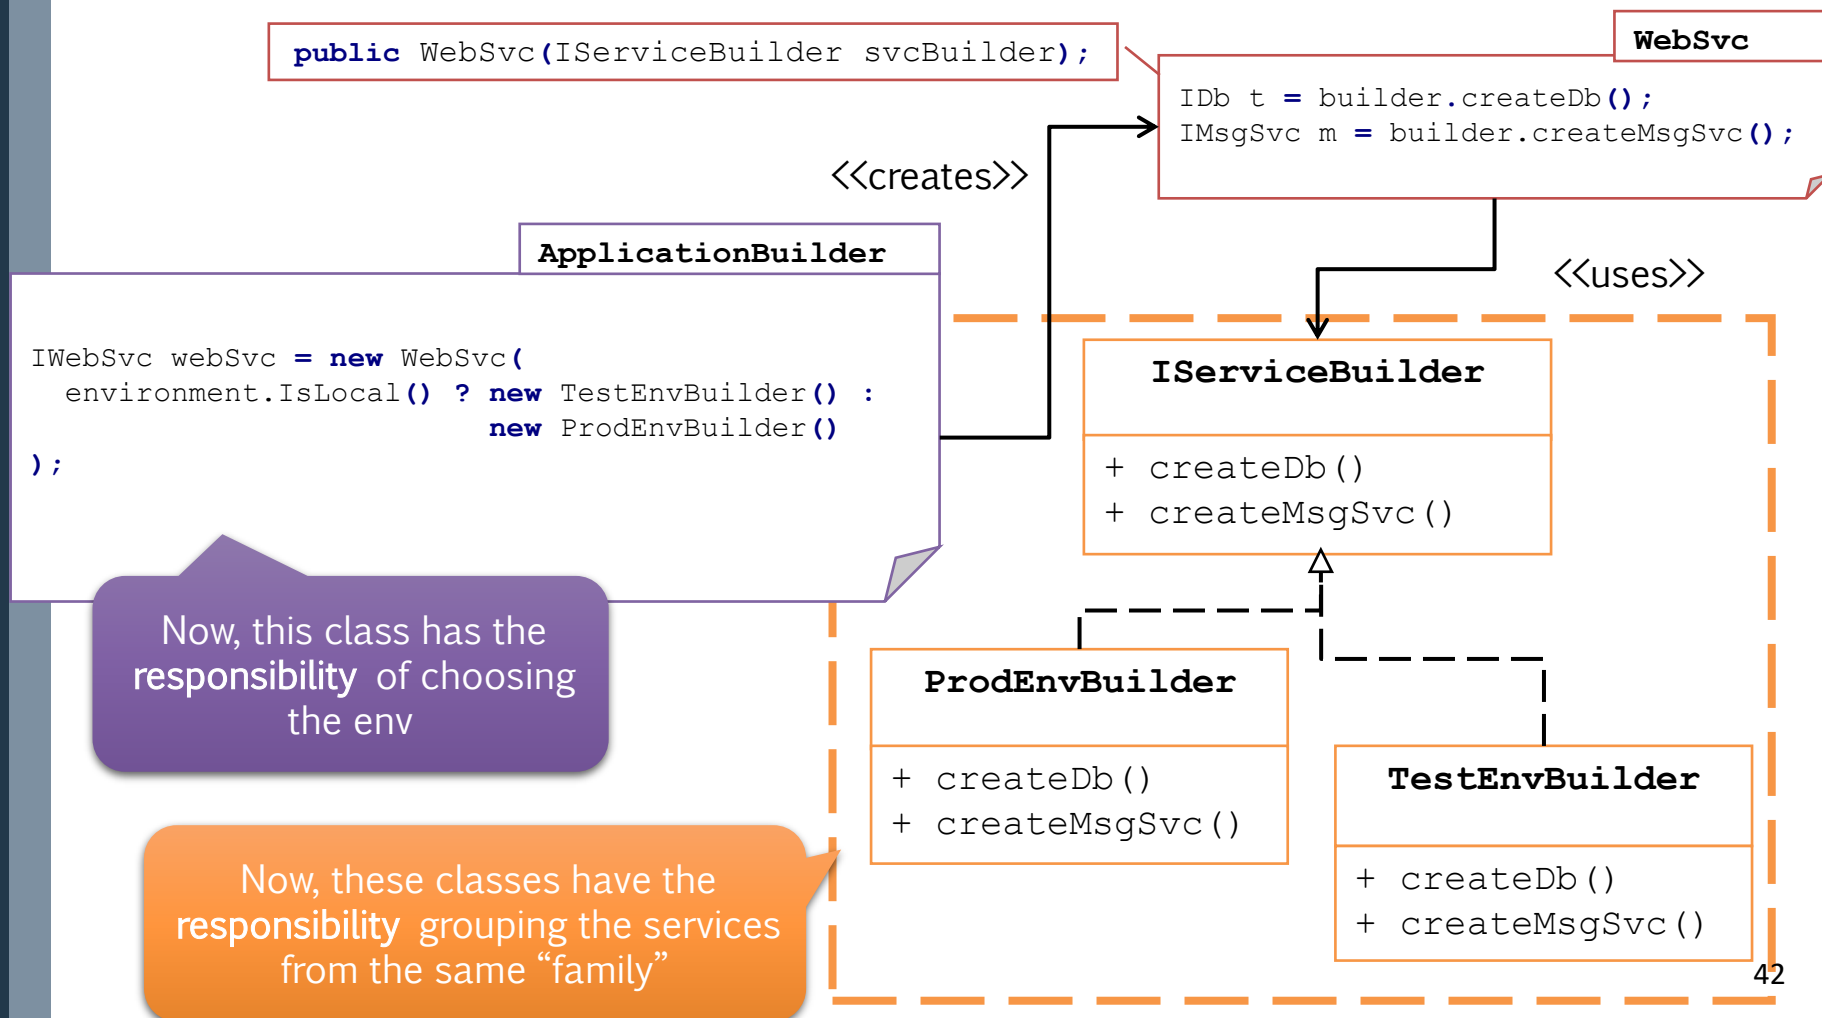 public WebSvc(IServiceBuilder svcBuilder);
WebSvc
IDb t = builder.createDb();
IMsgSvc m = builder.createMsgSvc();
<<creates>>
ApplicationBuilder
<<uses>>
IWebSvc webSvc = new WebSvc(
environment.IsLocal() ? new TestEnvBuilder() :
new ProdEnvBuilder()
);
IServiceBuilder
+ createDb()
+ createMsgSvc()
Now, this class has the
responsibility of choosing
the env
ProdEnvBuilder
+ createDb()
+ createMsgSvc()
TestEnvBuilder
+ createDb()
+ createMsgSvc()
Now, these classes have the
responsibility grouping the services
from the same “family”
42